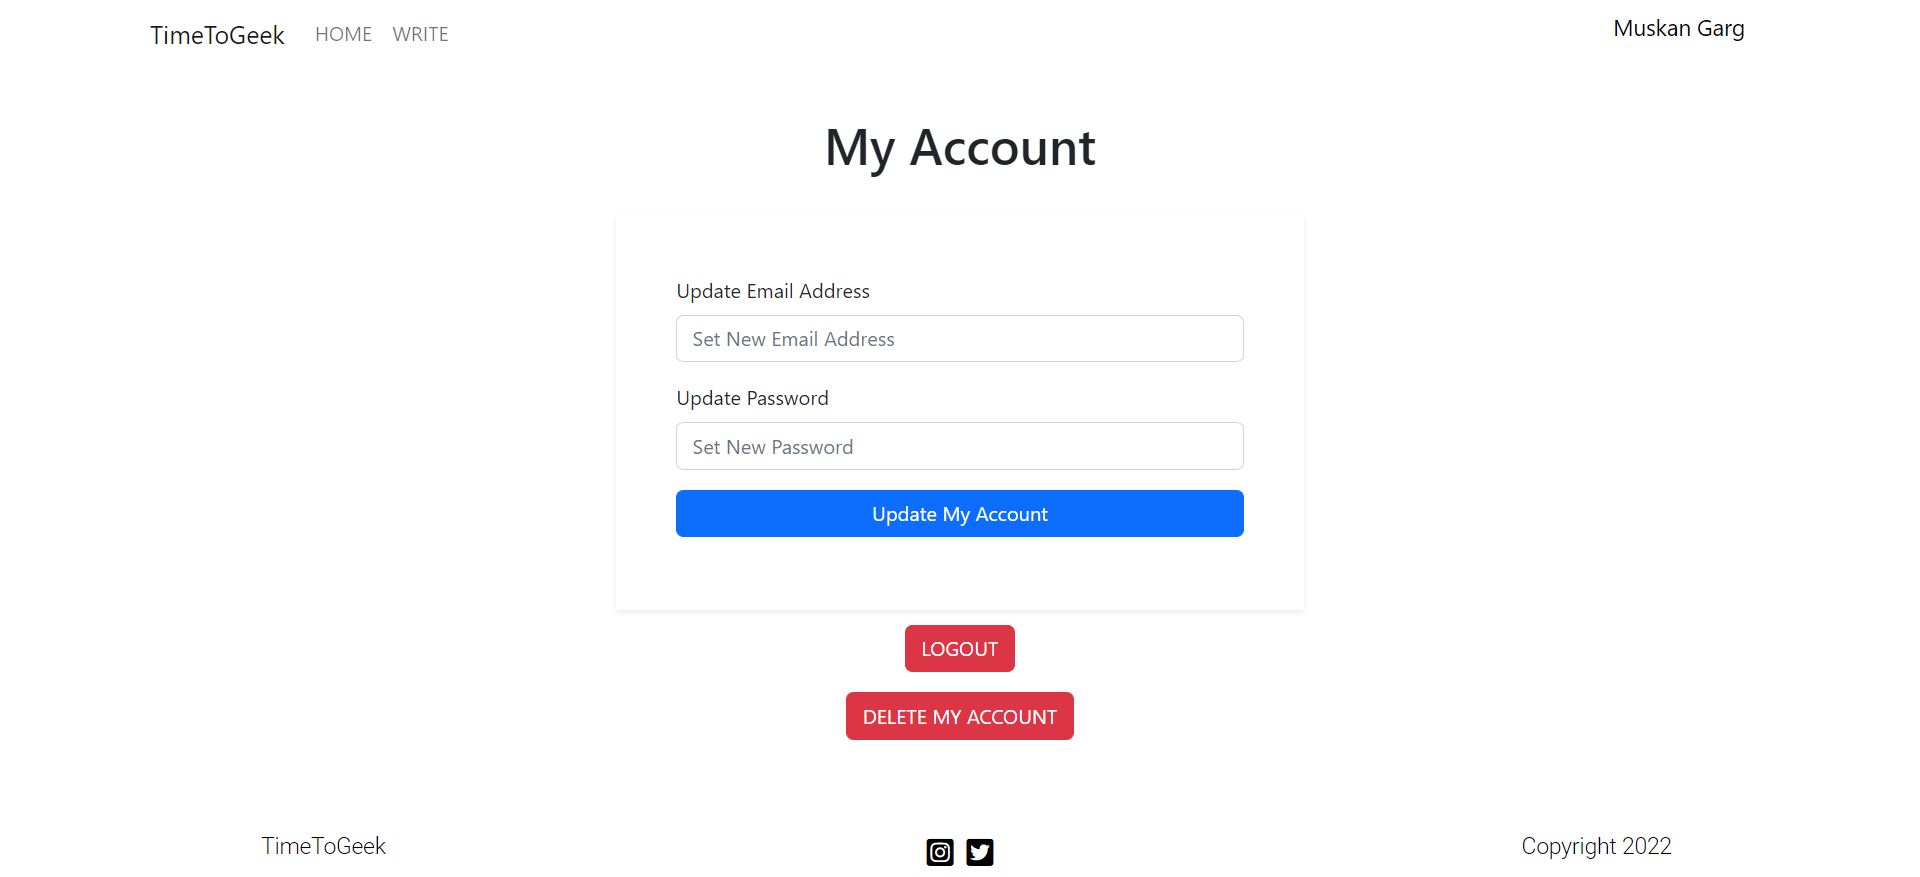 TimeToGeek HOME WRITE Muskan Garg
My Account
Update Email Address
Set New Email Address
Update Password
Set New Password
Update My Account
LOGOUT
DELETE MY ACCOUNT
TimeToGeek Copyright 2022